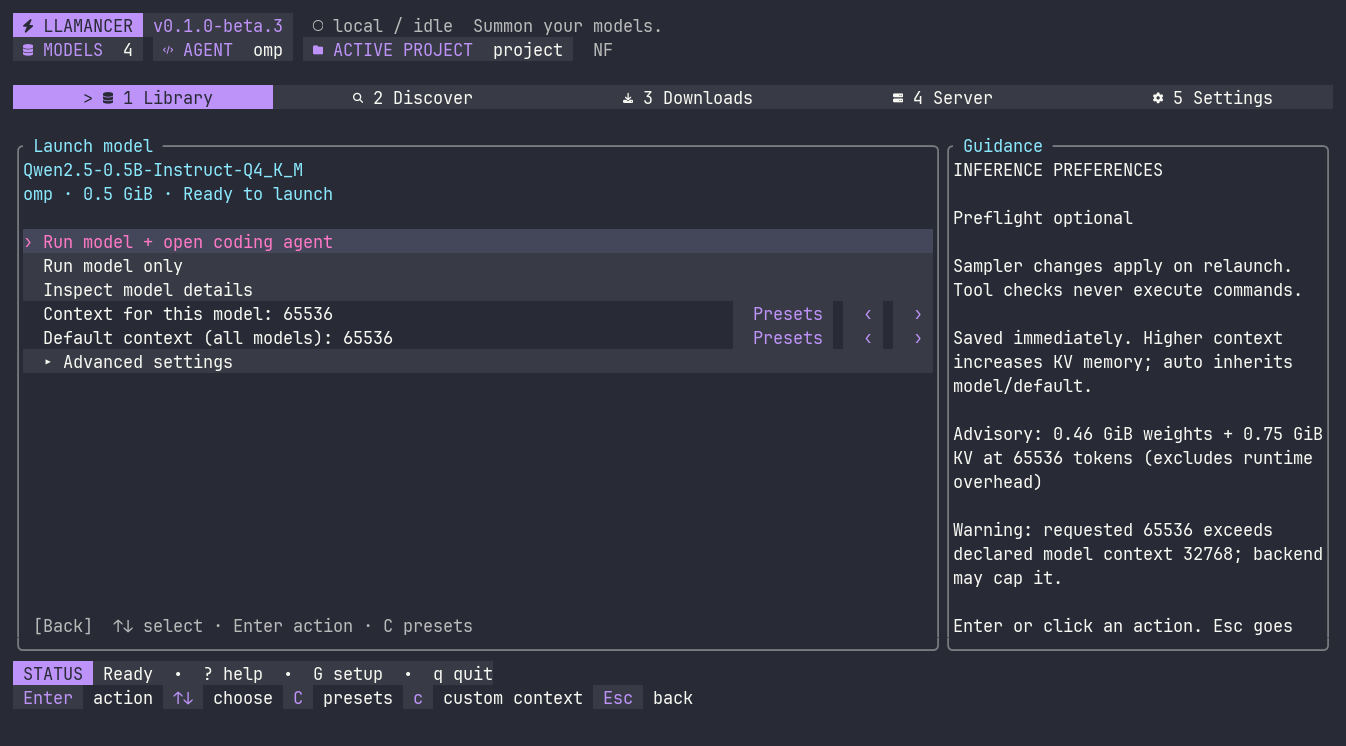 LLAMANCER v0.1.0-beta.3 local / idle Summon your models.
MODELS 4 AGENT omp ACTIVE PROJECT project NF
> 1 Library 2 Discover 3 Downloads 4 Server 5 Settings
Launch model
Qwen2.5-0.5B-Instruct-Q4_K_M
omp · 0.5 GiB · Ready to launch
› Run model + open coding agent
Run model only
Inspect model details
Context for this model: 65536 Presets ‹ ›
Default context (all models): 65536 Presets ‹ ›
▸ Advanced settings
[Back] ↑↓ select · Enter action · C presets
Guidance
INFERENCE PREFERENCES
Preflight optional
Sampler changes apply on relaunch.
Tool checks never execute commands.
Saved immediately. Higher context
increases KV memory; auto inherits
model/default.
Advisory: 0.46 GiB weights + 0.75 GiB
KV at 65536 tokens (excludes runtime
overhead)
Warning: requested 65536 exceeds
declared model context 32768; backend
may cap it.
Enter or click an action. Esc goes
STATUS Ready • ? help • G setup • q quit
Enter action ↑↓ choose C presets c custom context Esc back